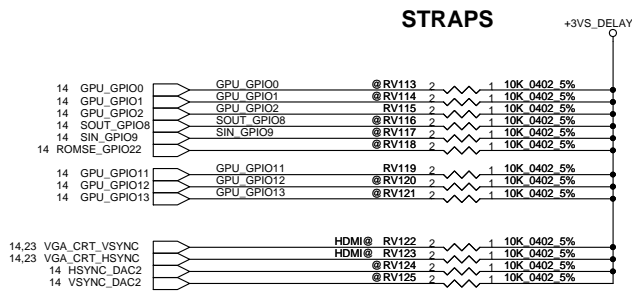 STRAPS
+3VS_DELAY
14 GPU_GPIO0 GPU_GPIO0 @ RV113 2 1 10K_0402_5%
14 GPU_GPIO1 GPU_GPIO1 @ RV114 2 1 10K_0402_5%
14 GPU_GPIO2 GPU_GPIO2 RV115 2 1 10K_0402_5%
14 SOUT_GPIO8 SOUT_GPIO8 @ RV116 2 1 10K_0402_5%
14 SIN_GPIO9 SIN_GPIO9 @ RV117 2 1 10K_0402_5%
14 ROMSE_GPIO22 @ RV118 2 1 10K_0402_5%
14 GPU_GPIO11 GPU_GPIO11 RV119 2 1 10K_0402_5%
14 GPU_GPIO12 GPU_GPIO12 @ RV120 2 1 10K_0402_5%
14 GPU_GPIO13 GPU_GPIO13 @ RV121 2 1 10K_0402_5%
14,23 VGA_CRT_VSYNC HDMI@ RV122 2 1 10K_0402_5%
14,23 VGA_CRT_HSYNC HDMI@ RV123 2 1 10K_0402_5%
14 HSYNC_DAC2 @ RV124 2 1 10K_0402_5%
14 VSYNC_DAC2 @ RV125 2 1 10K_0402_5%